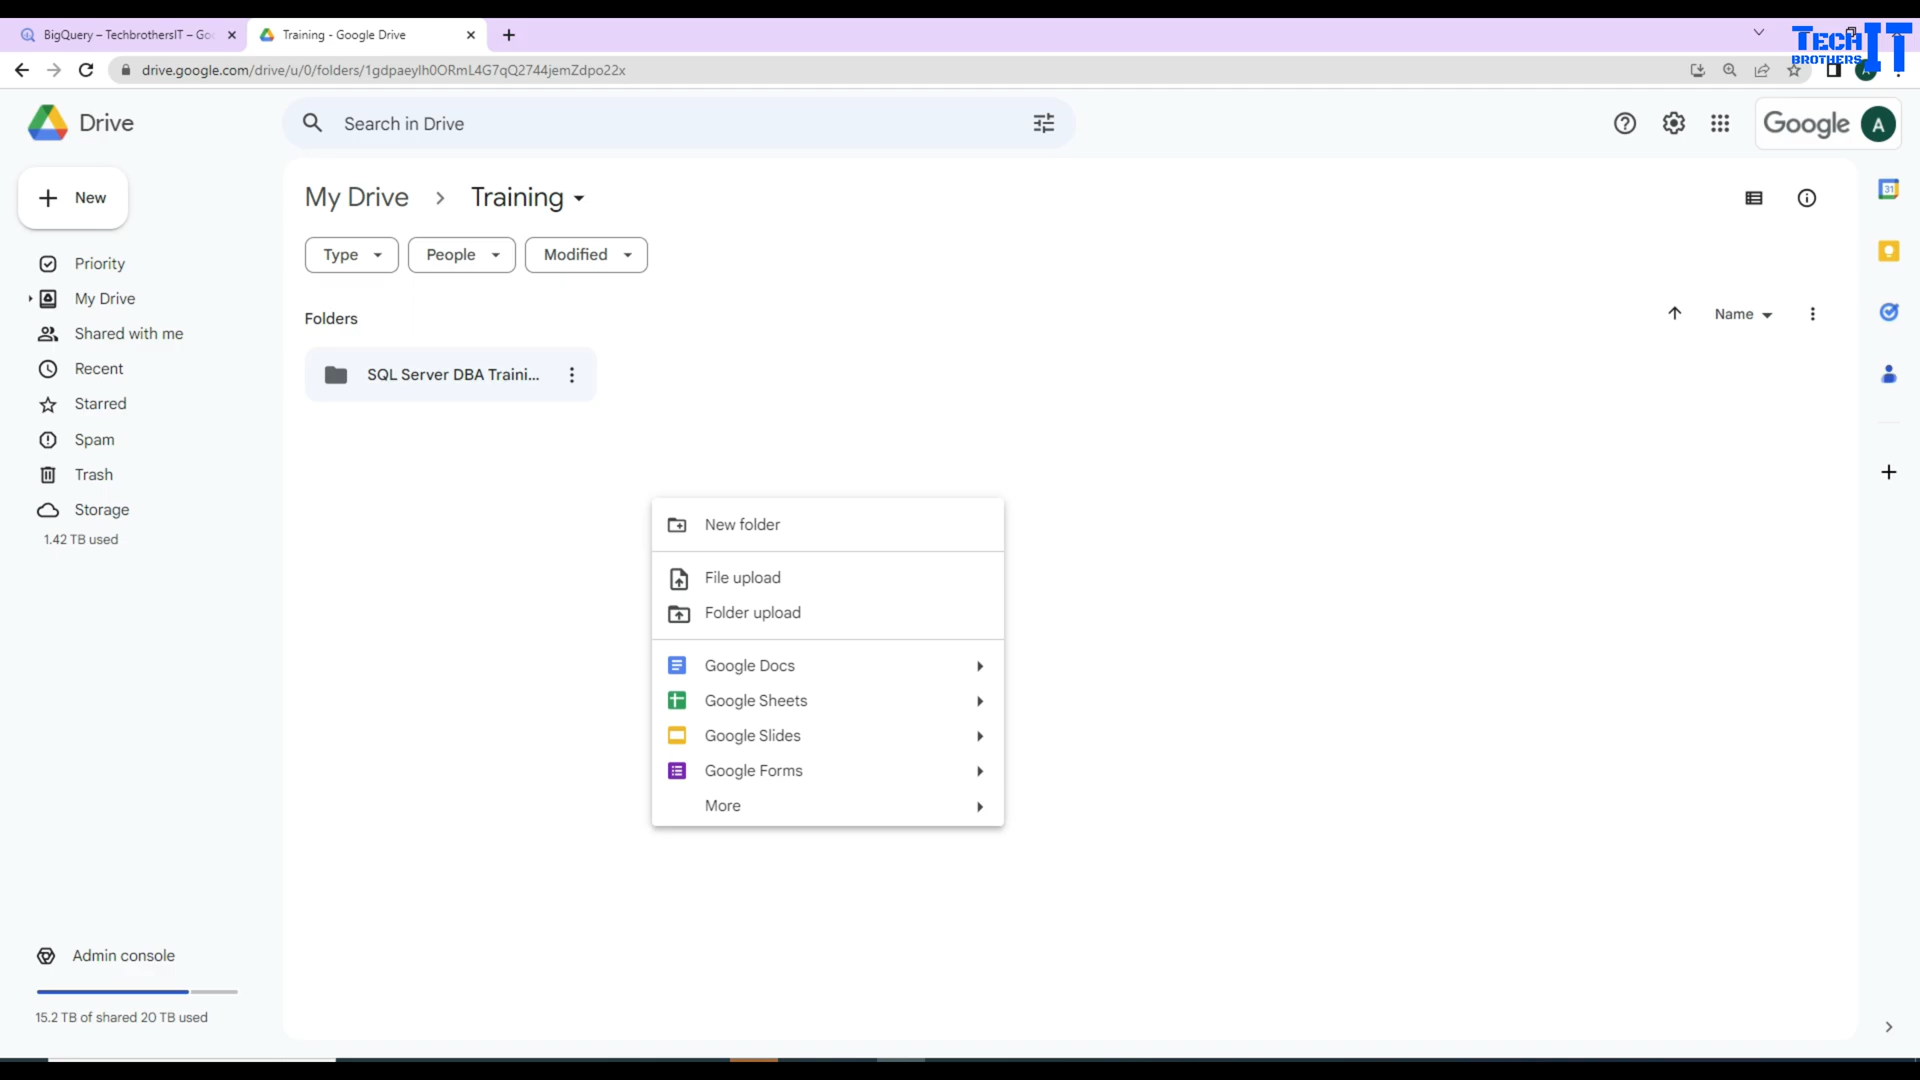 BigQuery – TechbrothersIT – Goo
Training - Google Drive
TECH IT
BROTHERS
drive.google.com/drive/u/0/folders/1gdpaeylh0ORmL4G7qQ2744jemZdpo22x
Drive
Search in Drive
Google
A
New
My Drive
Training
31
Type
People
Modified
Priority
My Drive
Shared with me
Recent
Starred
Spam
Trash
Storage
1.42 TB used
Folders
Name
SQL Server DBA Traini...
New folder
File upload
Folder upload
Google Docs
Google Sheets
Google Slides
Google Forms
More
Admin console
15.2 TB of shared 20 TB used